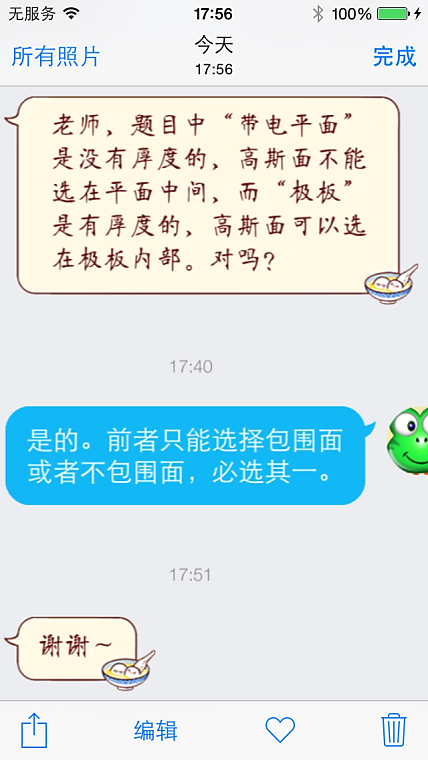 无服务 17:56 100%
所有照片 今天 完成
17:56
老师，题目中“带电平面”
是没有厚度的，高斯面不能
选在平面中间，而“极板”
是有厚度的，高斯面可以选
在极板内部。对吗？
17:40
是的。前者只能选择包围面
或者不包围面，必选其一。
17:51
谢谢～
编辑